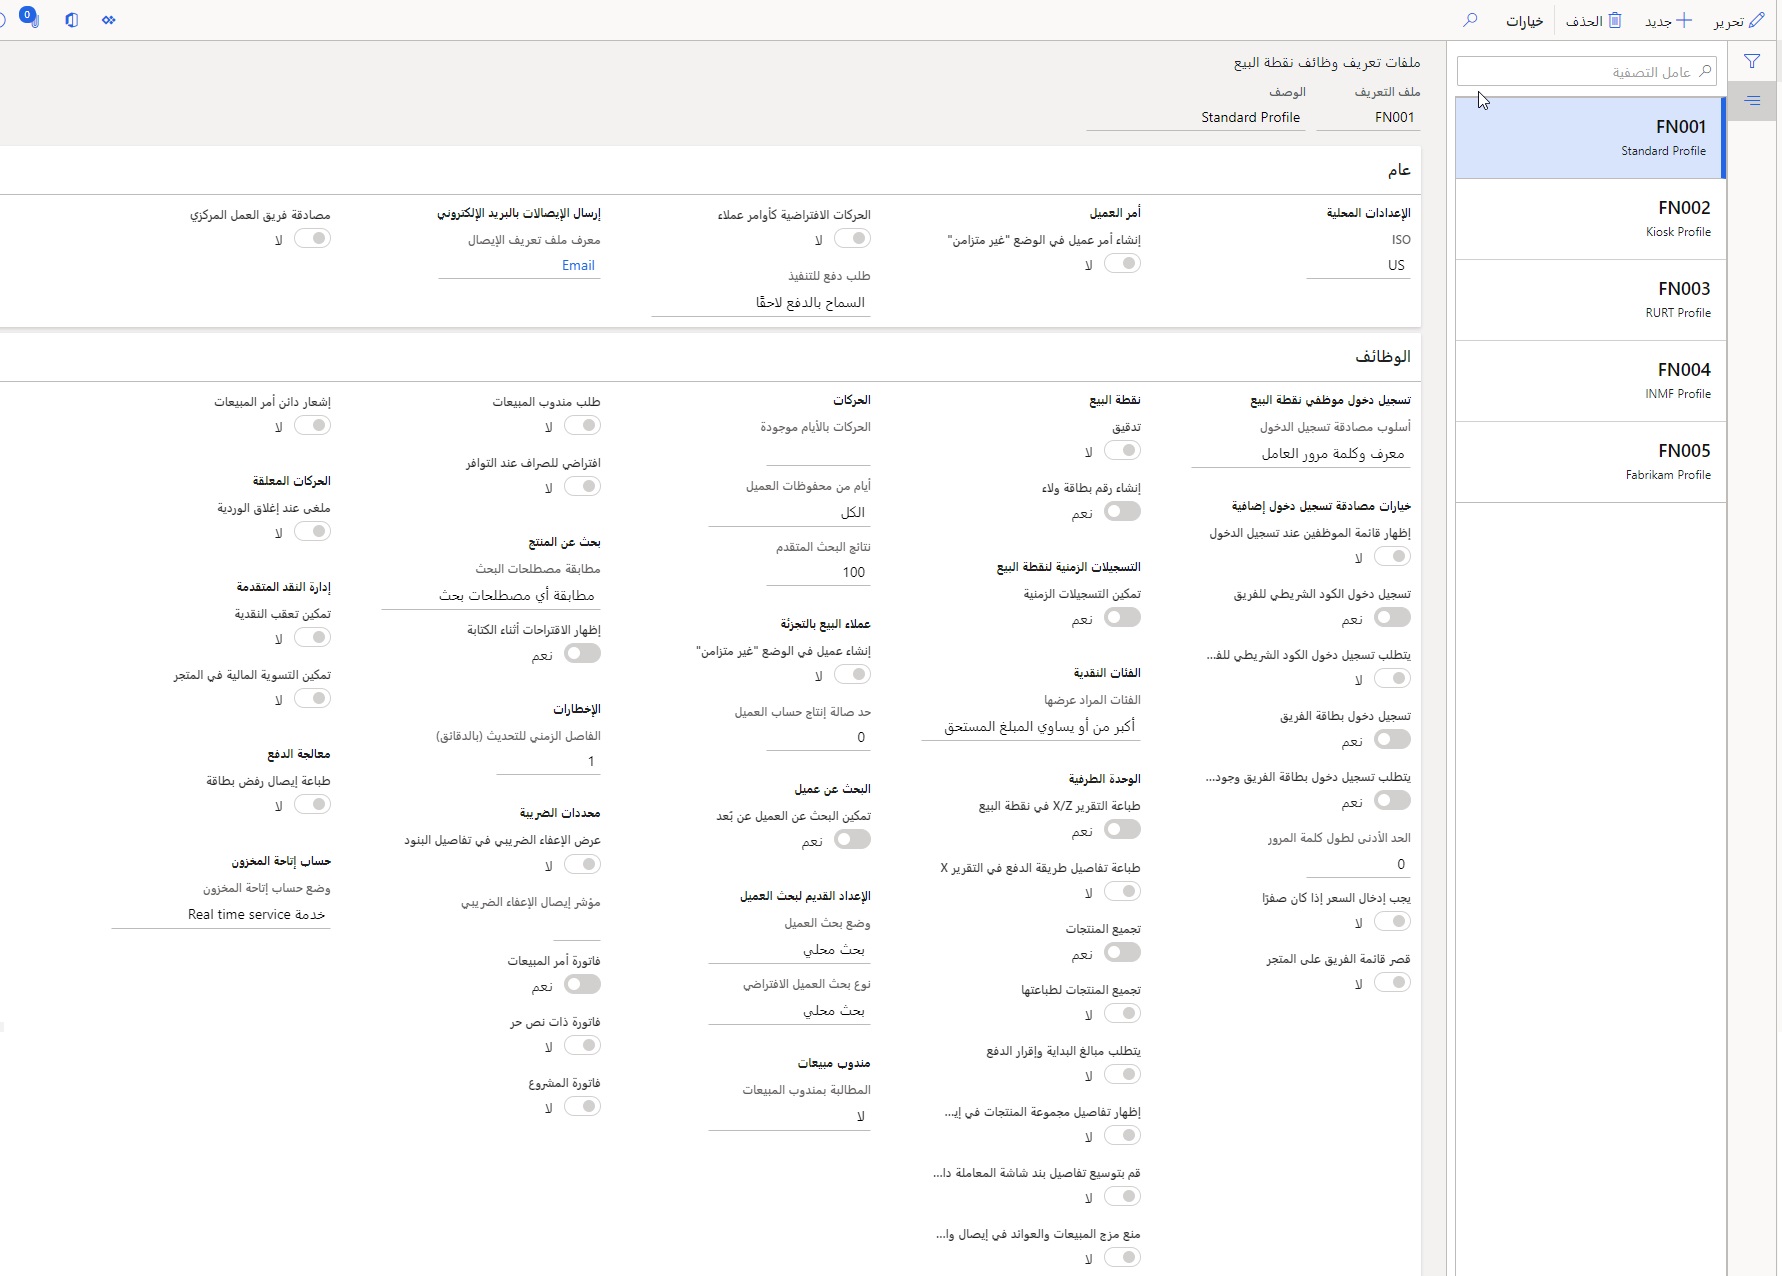 تحرير
جديد
الحذف
خيارات
0
عامل التصفية
FN001
Standard Profile
FN002
Kiosk Profile
FN003
RURT Profile
FN004
INMF Profile
FN005
Fabrikam Profile
ملفات تعريف وظائف نقطة البيع
ملف التعريف
FN001
الوصف
Standard Profile
عام
الإعدادات المحلية
ISO
US
أمر العميل
إنشاء أمر عميل في الوضع "غير متزامن"
لا
الحركات الافتراضية كأوامر عملاء
لا
طلب دفع للتنفيذ
السماح بالدفع لاحقًا
إرسال الإيصالات بالبريد الإلكتروني
معرف ملف تعريف الإيصال
Email
مصادقة فريق العمل المركزي
لا
الوظائف
تسجيل دخول موظفي نقطة البيع
أسلوب مصادقة تسجيل الدخول
معرف وكلمة مرور العامل
خيارات مصادقة تسجيل دخول إضافية
إظهار قائمة الموظفين عند تسجيل الدخول
لا
تسجيل دخول الكود الشريطي للفريق
نعم
يتطلب تسجيل دخول الكود الشريطي للفـ...
لا
تسجيل دخول بطاقة الفريق
نعم
يتطلب تسجيل دخول بطاقة الفريق وجود...
نعم
الحد الأدنى لطول كلمة المرور
0
يجب إدخال السعر إذا كان صفرًا
لا
قصر قائمة الفريق على المتجر
لا
نقطة البيع
تدقيق
لا
إنشاء رقم بطاقة ولاء
نعم
التسجيلات الزمنية لنقطة البيع
تمكين التسجيلات الزمنية
نعم
الفئات النقدية
الفئات المراد عرضها
أكبر من أو يساوي المبلغ المستحق
الوحدة الطرفية
طباعة التقرير X/Z في نقطة البيع
نعم
طباعة تفاصيل طريقة الدفع في التقرير X
لا
تجميع المنتجات
نعم
تجميع المنتجات لطباعتها
لا
يتطلب مبالغ البداية وإقرار الدفع
لا
إظهار تفاصيل مجموعة المنتجات في إيـ...
لا
قم بتوسيع تفاصيل بند شاشة المعاملة دا...
لا
منع مزج المبيعات والعوائد في إيصال وا...
لا
الحركات
الحركات بالأيام موجودة
أيام من محفوظات العميل
الكل
نتائج البحث المتقدم
100
عملاء البيع بالتجزئة
إنشاء عميل في الوضع "غير متزامن"
لا
حد صالة إنتاج حساب العميل
0
البحث عن عميل
تمكين البحث عن العميل عن بُعد
نعم
الإعداد القديم لبحث العميل
وضع بحث العميل
بحث محلي
نوع بحث العميل الافتراضي
بحث محلي
مندوب مبيعات
المطالبة بمندوب المبيعات
لا
طلب مندوب المبيعات
لا
افتراضي للصراف عند التوافر
لا
بحث عن المنتج
مطابقة مصطلحات البحث
مطابقة أي مصطلحات بحث
إظهار الاقتراحات أثناء الكتابة
نعم
الإخطارات
الفاصل الزمني للتحديث (بالدقائق)
1
محددات الضريبة
عرض الإعفاء الضريبي في تفاصيل البنود
لا
مؤشر إيصال الإعفاء الضريبي
فاتورة أمر المبيعات
نعم
فاتورة ذات نص حر
لا
فاتورة المشروع
لا
إشعار دائن أمر المبيعات
لا
الحركات المعلقة
ملغى عند إغلاق الوردية
لا
إدارة النقد المتقدمة
تمكين تعقب النقدية
لا
تمكين التسوية المالية في المتجر
لا
معالجة الدفع
طباعة إيصال رفض بطاقة
لا
حساب إتاحة المخزون
وضع حساب إتاحة المخزون
خدمة Real time service